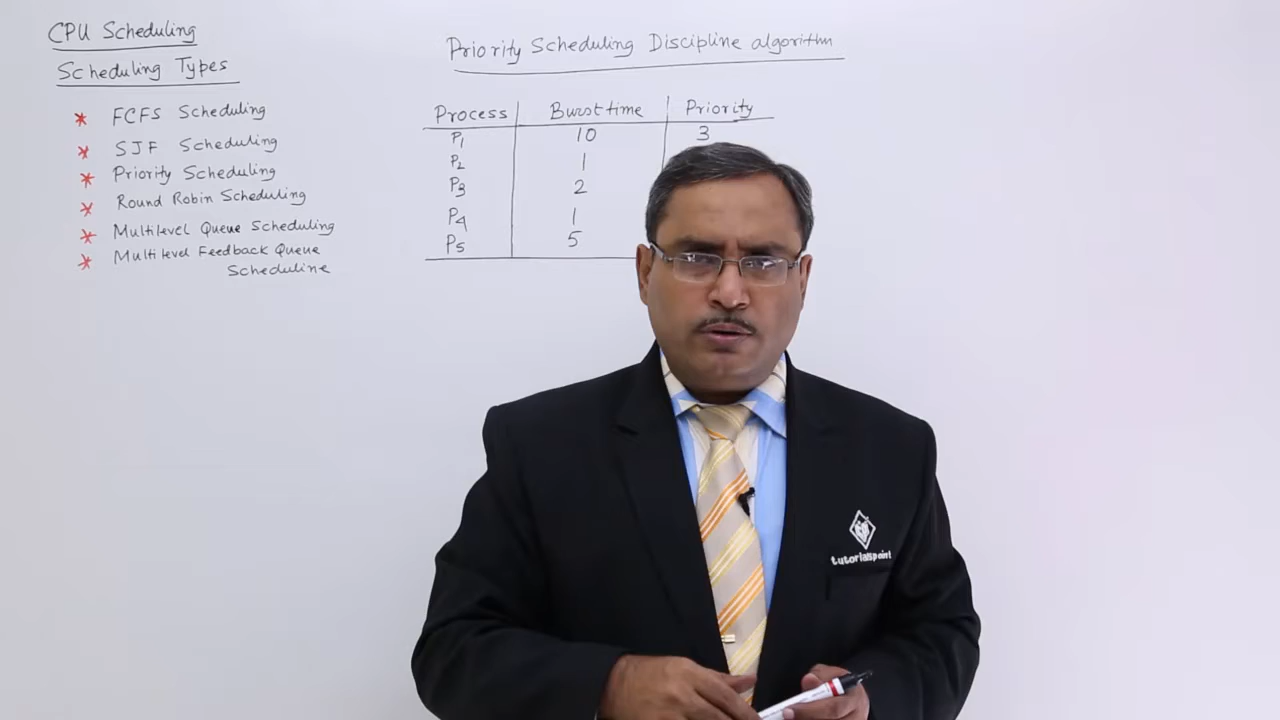 CPU Scheduling
Scheduling Types
* FCFS Scheduling
* SJF Scheduling
* Priority Scheduling
* Round Robin Scheduling
* Multilevel Queue Scheduling
* Multilevel Feedback Queue
Scheduline
Priority Scheduling Discipline algorithm
Process Burst time Priority
P1 10 3
P2 1
P3 2
P4 1
P5 5
tutorialspoint